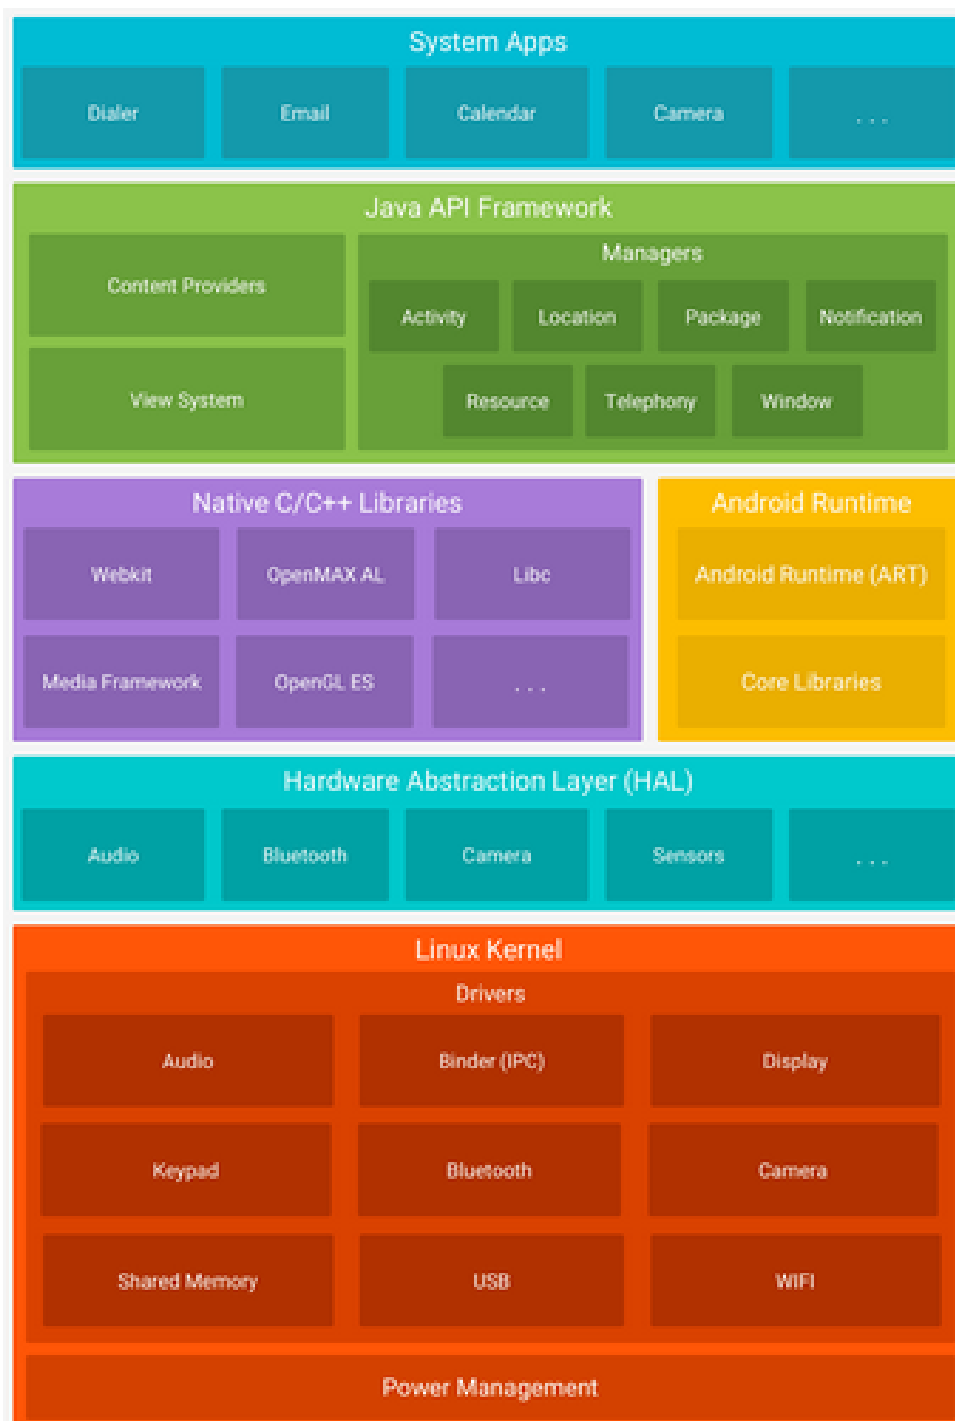 System Apps
Dialer
Email
Calendar
Camera
...
Java API Framework
Content Providers
View System
Managers
Activity
Location
Package
Notification
Resource
Telephony
Window
Native C/C++ Libraries
Webkit
OpenMAX AL
Libc
Media Framework
OpenGL ES
...
Android Runtime
Android Runtime (ART)
Core Libraries
Hardware Abstraction Layer (HAL)
Audio
Bluetooth
Camera
Sensors
...
Linux Kernel
Drivers
Audio
Binder (IPC)
Display
Keypad
Bluetooth
Camera
Shared Memory
USB
WIFI
Power Management